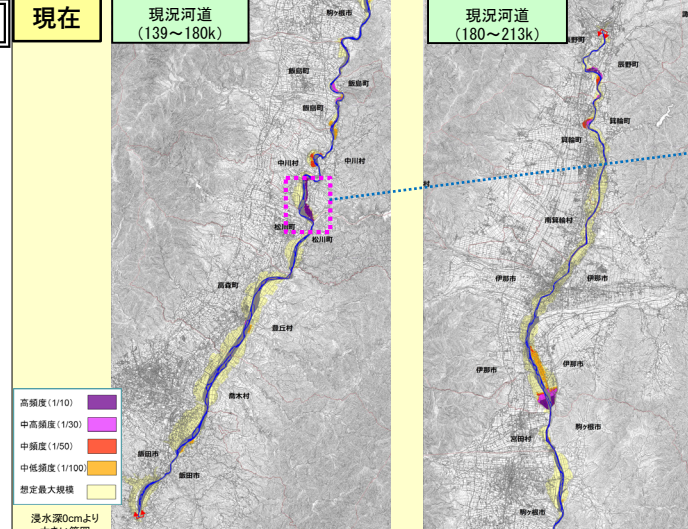 現在
現況河道
(139～180k)
現況河道
(180～213k)
駒ヶ根市
飯島町
飯島町
飯島町
中川村
中川村
松川町
松川町
高森町
豊丘村
喬木村
飯田市
飯田市
辰野町
辰野町
箕輪町
箕輪町
南箕輪村
伊那市
伊那市
伊那市
伊那市
宮田村
駒ヶ根市
駒ヶ根市
村
高頻度(1/10)
中高頻度(1/30)
中頻度(1/50)
中低頻度(1/100)
想定最大規模
浸水深0cmより